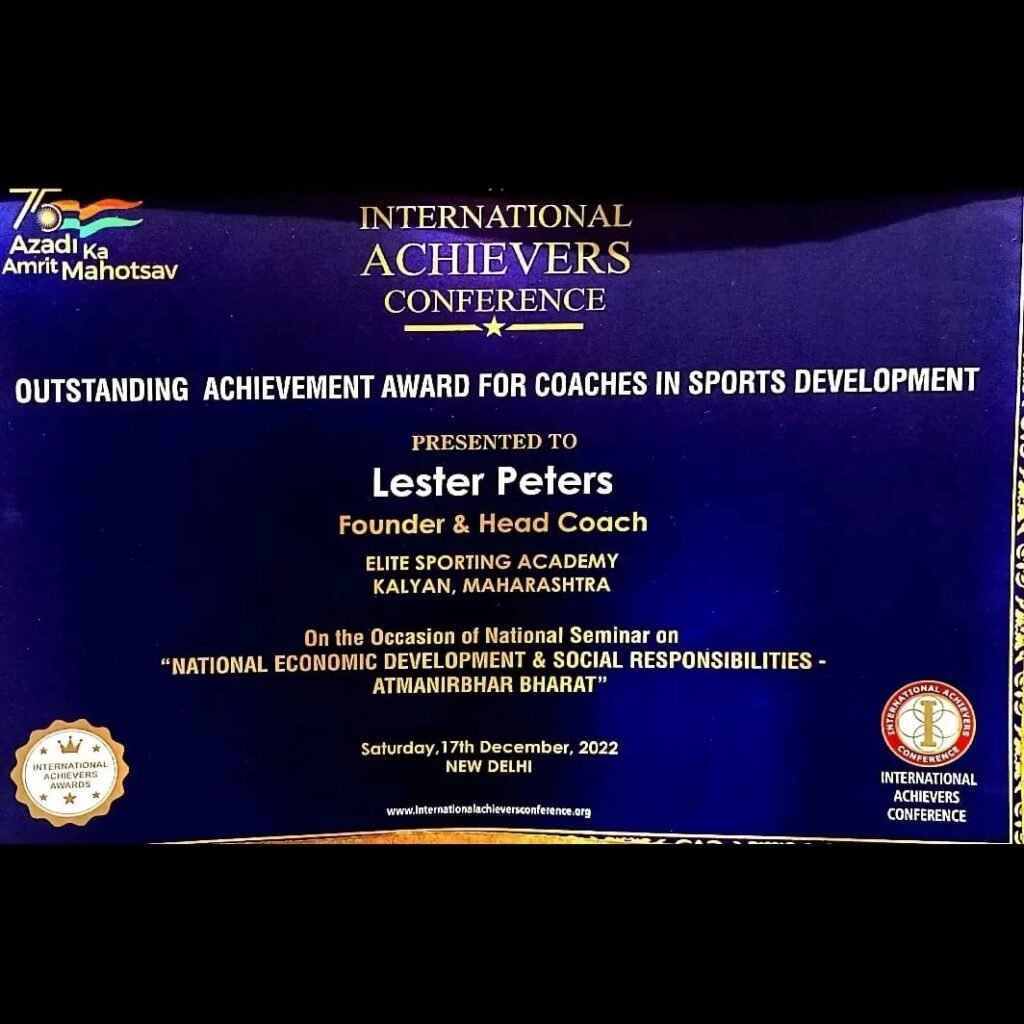 75
Azadi Ka
Amrit Mahotsav
INTERNATIONAL
ACHIEVERS
CONFERENCE
OUTSTANDING ACHIEVEMENT AWARD FOR COACHES IN SPORTS DEVELOPMENT
PRESENTED TO
Lester Peters
Founder & Head Coach
ELITE SPORTING ACADEMY
KALYAN, MAHARASHTRA
On the Occasion of National Seminar on
“NATIONAL ECONOMIC DEVELOPMENT & SOCIAL RESPONSIBILITIES -
ATMANIRBHAR BHARAT”
Saturday,17th December, 2022
NEW DELHI
www.internationalachieversconference.org
INTERNATIONAL
ACHIEVERS
AWARDS
INTERNATIONAL ACHIEVERS
I
CONFERENCE
INTERNATIONAL
ACHIEVERS
CONFERENCE